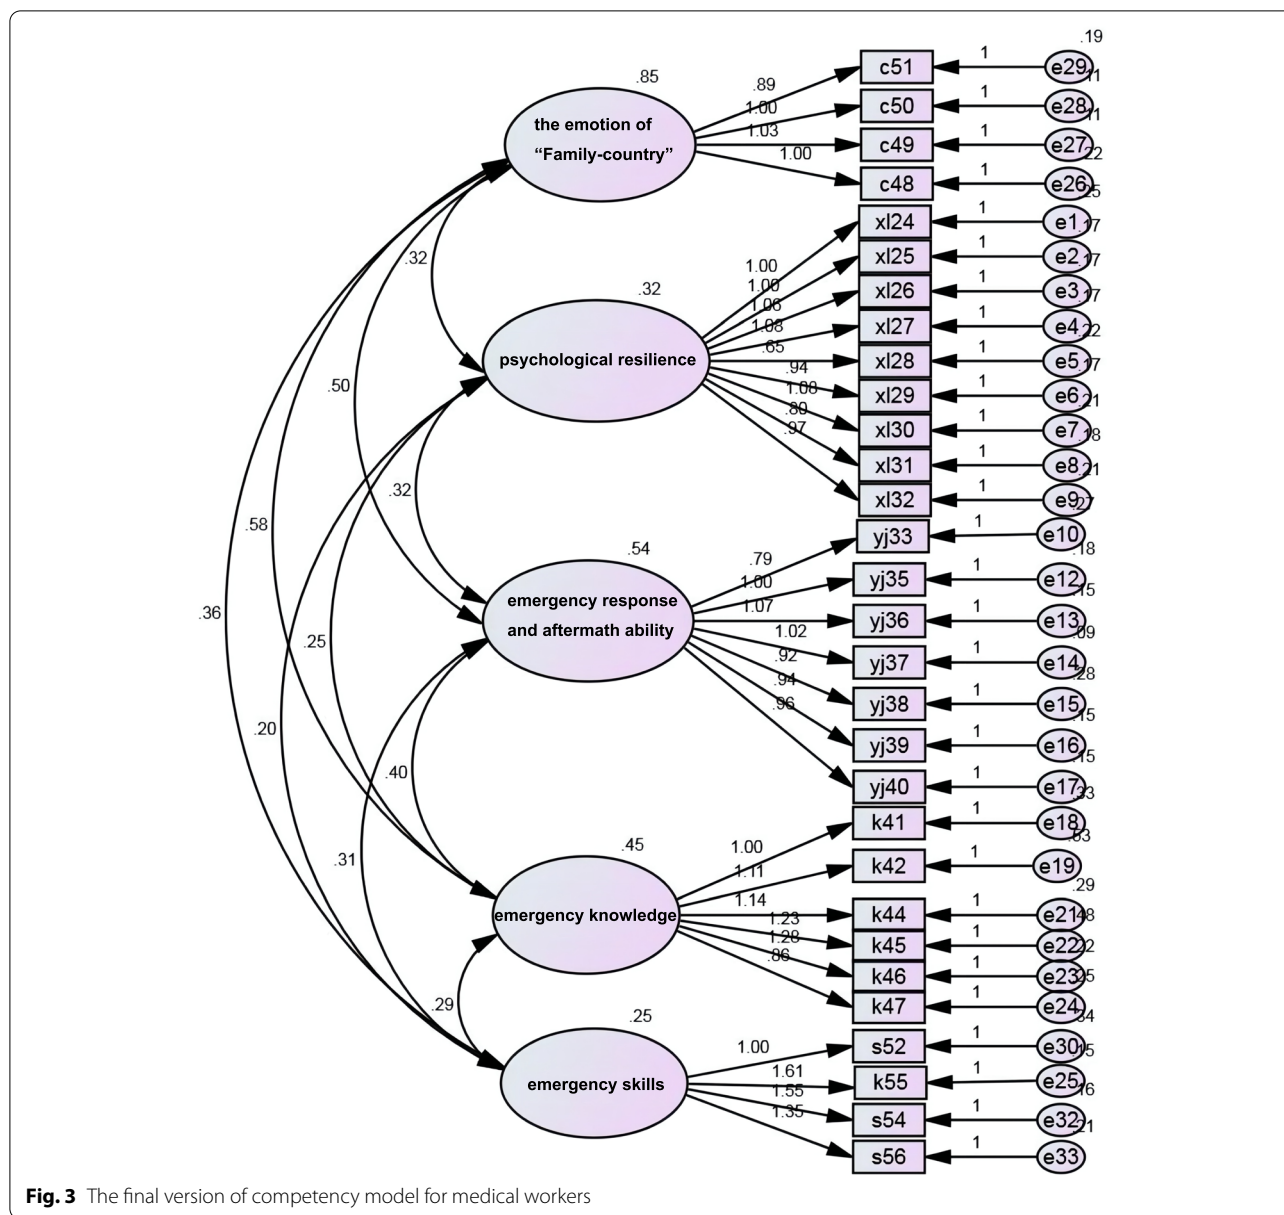 .19
.85
c51
1
e29
.89
.11
1.00
c50
1
e28
.11
the emotion of
“Family-country”
1.03
c49
1
e27
.22
1.00
c48
1
e26
.25
xl24
1
e1
.17
.32
1.00
xl25
1
e2
.17
.32
1.00
xl26
1
e3
.17
1.06
xl27
1
e4
.22
1.08
psychological resilience
.65
xl28
1
e5
.17
.50
.94
xl29
1
e6
.21
1.08
xl30
1
e7
.18
.80
xl31
1
e8
.21
.97
xl32
1
e9
.27
.32
.58
yj33
1
e10
.18
.54
.79
yj35
1
e12
.15
1.00
emergency response
and aftermath ability
1.07
yj36
1
e13
.09
.36
.25
1.02
yj37
1
e14
.28
.92
yj38
1
e15
.15
.94
yj39
1
e16
.15
.96
yj40
1
e17
.33
.20
.40
k41
1
e18
.53
.31
.45
1.00
k42
1
e19
1.11
.29
emergency knowledge
1.14
k44
1
e21
.48
1.23
k45
1
e22
.22
1.28
k46
1
e23
.25
.86
k47
1
e24
.34
.29
.25
1.00
s52
1
e30
.15
emergency skills
1.61
k55
1
e25
.16
1.55
s54
1
e32
.21
1.35
s56
1
e33
Fig. 3 The final version of competency model for medical workers